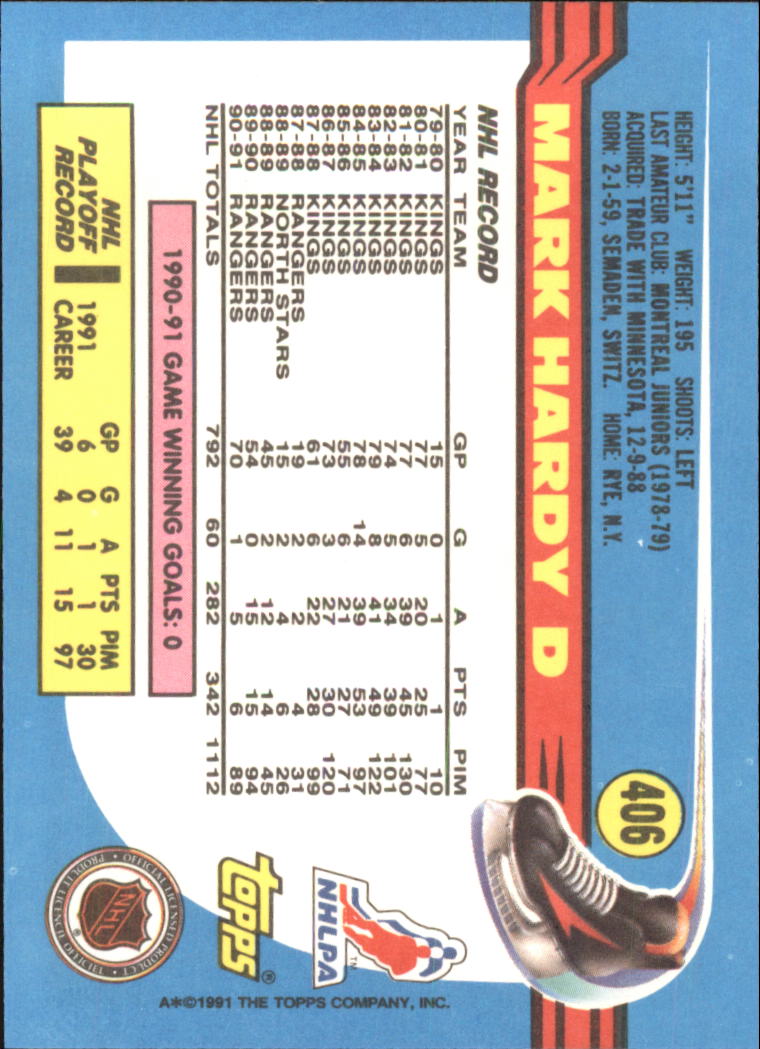 HEIGHT: 5'11" WEIGHT: 195 SHOOTS: LEFT
LAST AMATEUR CLUB: MONTREAL JUNIORS (1978-79)
ACQUIRED: TRADE WITH MINNESOTA, 12-9-88
BORN: 2-1-59, SEMADEN, SWITZ. HOME: RYE, N.Y.
406
MARK HARDY D
NHL RECORD
YEAR TEAM GP G A PTS PIM
79-80 KINGS 15 0 1 1 10
80-81 KINGS 77 5 20 25 77
81-82 KINGS 77 6 39 45 130
82-83 KINGS 74 5 34 39 101
83-84 KINGS 79 8 41 49 122
84-85 KINGS 78 14 39 53 97
85-86 KINGS 55 6 21 27 71
86-87 KINGS 73 3 27 30 120
87-88 KINGS 61 6 22 28 99
87-88 RANGERS 19 2 2 4 31
88-89 NORTH STARS 15 2 4 6 26
88-89 RANGERS 45 2 12 14 45
89-90 RANGERS 54 0 15 15 94
90-91 RANGERS 70 1 5 6 89
NHL TOTALS 792 60 282 342 1112
1990-91 GAME WINNING GOALS: 0
NHL PLAYOFF RECORD
GP G A PTS PIM
1991 6 0 1 1 30
CAREER 39 4 11 15 97
NHLPA™
TOPPS®
OFFICIAL LICENSED PRODUCT • PRODUIT LICENCIÉ OFFICIEL •
NHL®
A*©1991 THE TOPPS COMPANY, INC.